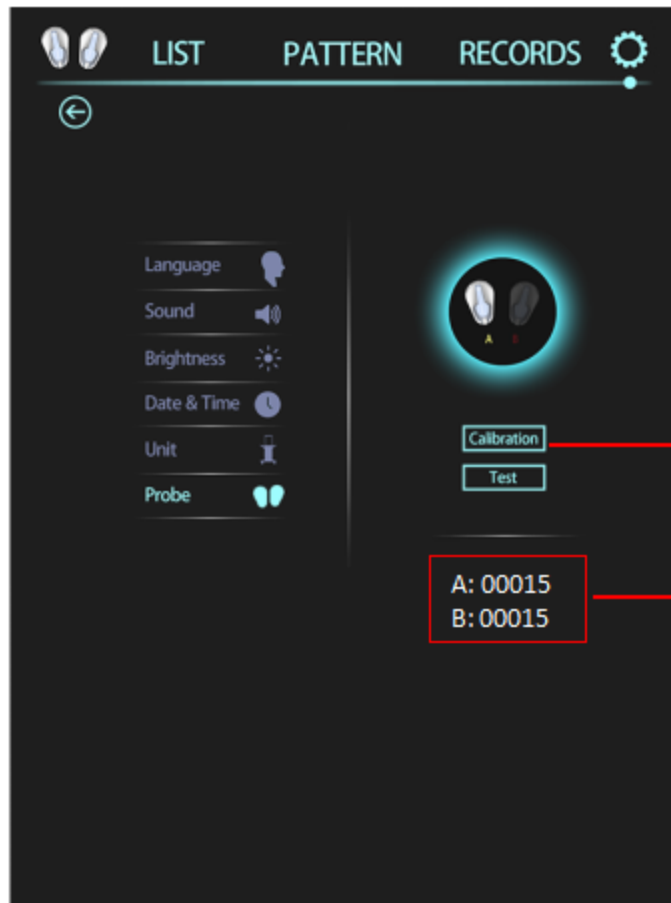 LIST PATTERN RECORDS
Language
Sound
Brightness
Date & Time
Unit
Probe
A B
Calibration
Test
A: 00015
B: 00015